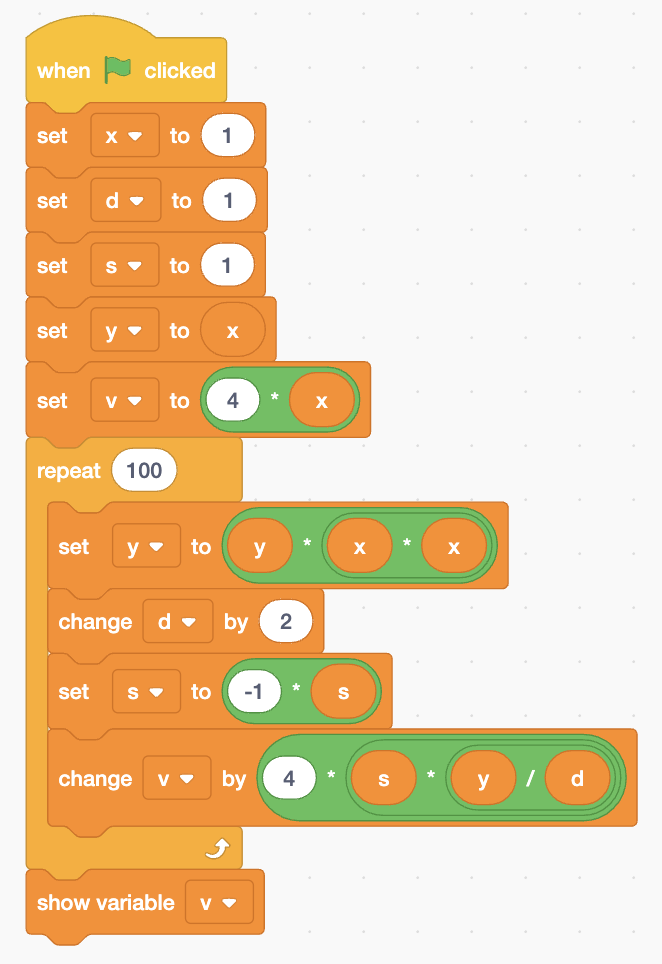 when clicked
set x to 1
set d to 1
set s to 1
set y to x
set v to 4 * x
repeat 100
set y to y * x * x
change d by 2
set s to -1 * s
change v by 4 * s * y / d
show variable v